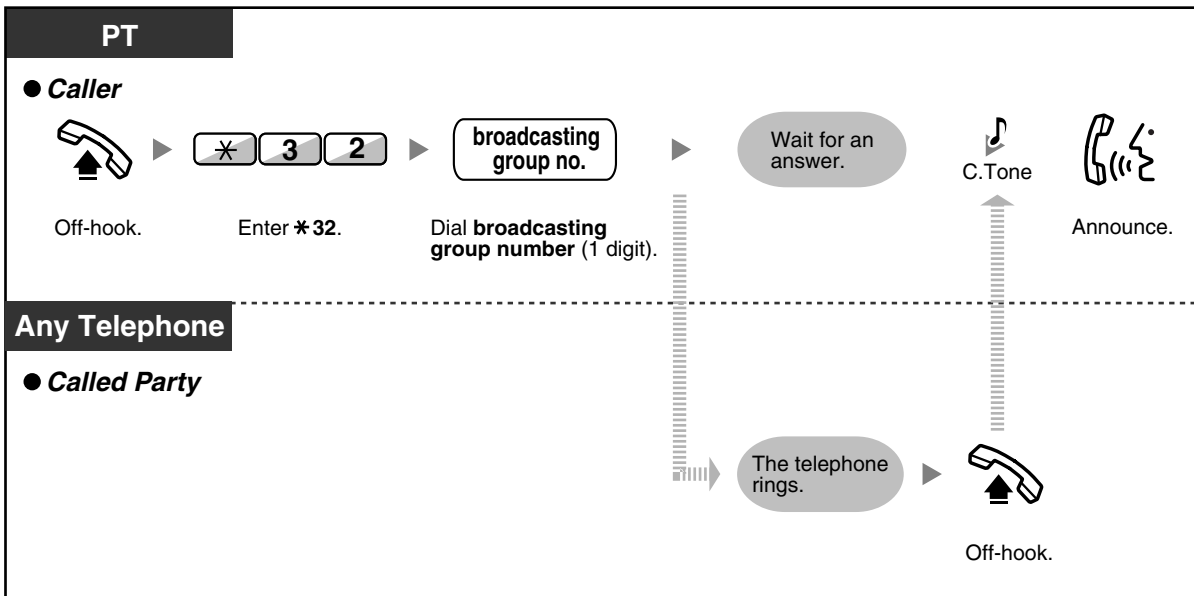 PT
● Caller
✳ 3 2
broadcasting
group no.
Wait for an
answer.
C.Tone
Off-hook.
Enter ✳ 32.
Dial broadcasting
group number (1 digit).
Announce.
Any Telephone
● Called Party
The telephone
rings.
Off-hook.